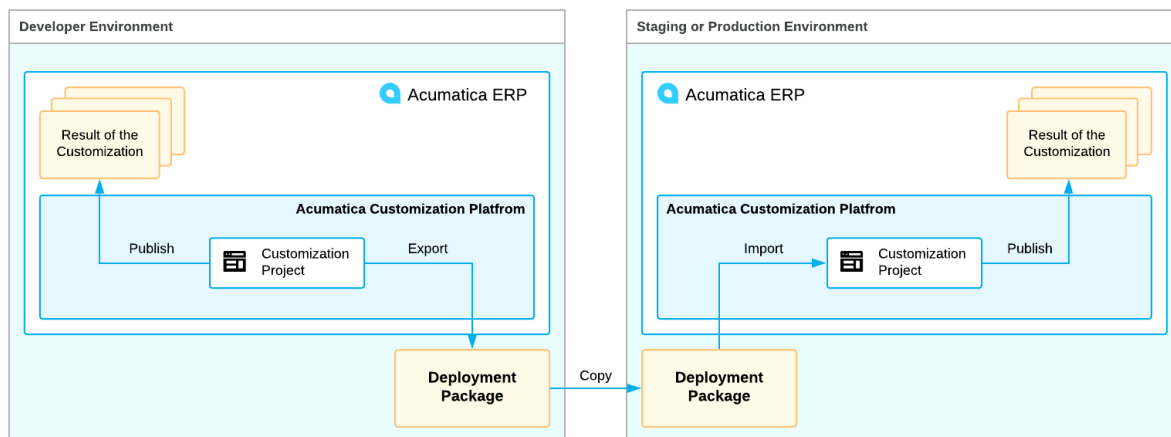 Developer Environment
Acumatica ERP
Result of the
Customization
Acumatica Customization Platfrom
Publish
Customization
Project
Export
Deployment
Package
Copy
Staging or Production Environment
Acumatica ERP
Result of the
Customization
Acumatica Customization Platfrom
Import
Customization
Project
Publish
Deployment
Package